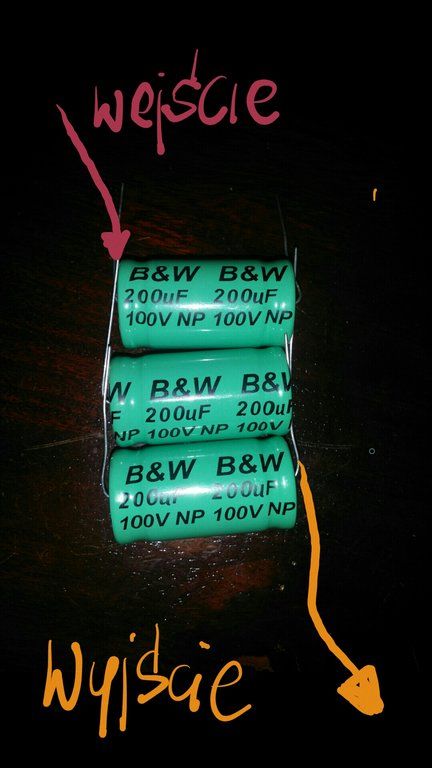 wejście
B&W B&W
200uF 200uF
100V NP 100V NP
W B&W B&W
F 200uF 200u
NP 100V NP 100V
B&W B&W
200uF 200uF
100V NP 100V NP
Wyjście